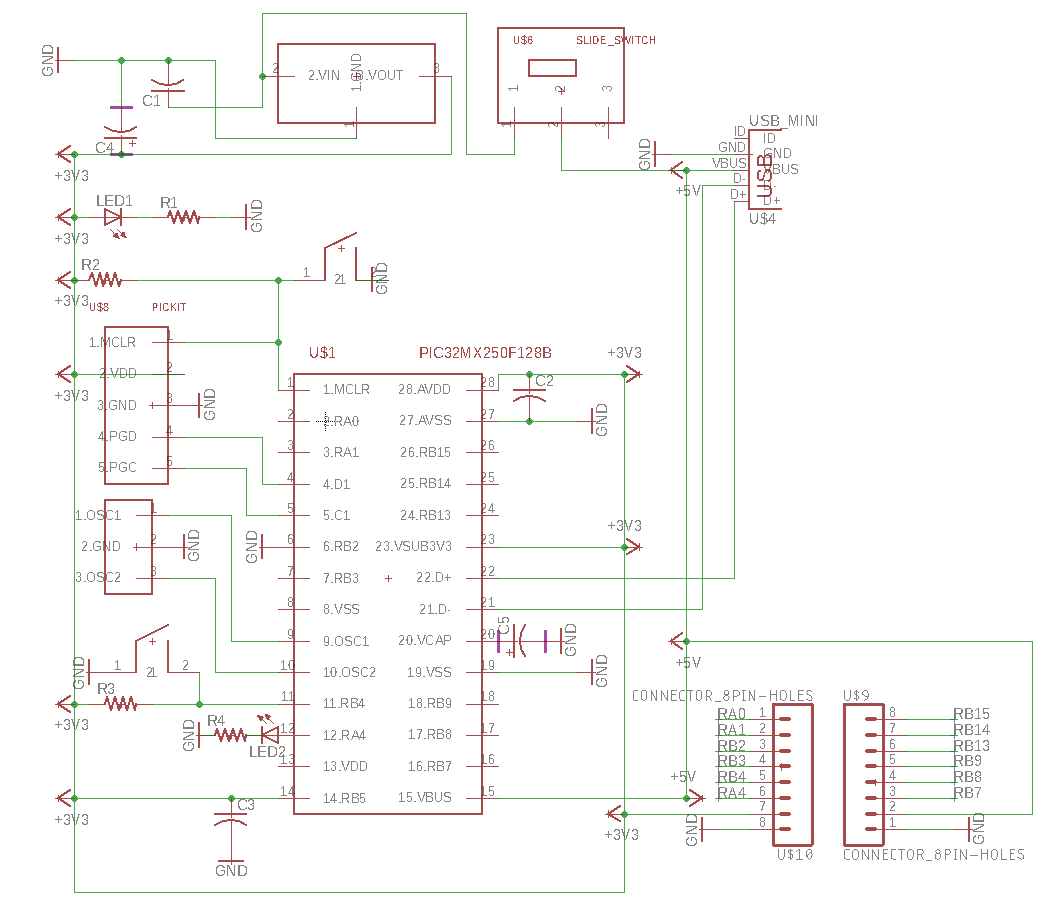 GND
2
2.VIN
1.GND
3.VOUT
3
1
C1
C4
+
+3V3
U$6
SLIDE_SWITCH
1
2
3
1
2
3
USB_MINI
ID
GND
VBUS
D-
D+
ID
GND
VBUS
D-
D+
USB
U$4
GND
+5V
LED1
R1
GND
+3V3
R2
1
21
GND
+3V3
U$8
PICKIT
1.MCLR
1
2.VDD
2
+3V3
3.GND
3
GND
4.PGD
4
5.PGC
5
1.OSC1
1
2.GND
2
GND
3.OSC2
3
U$1
PIC32MX250F128B
1
1.MCLR
28.AVDD
28
2
2.RA0
27.AVSS
27
3
3.RA1
26.RB15
26
4
4.D1
25.RB14
25
5
5.C1
24.RB13
24
GND
6
6.RB2
23.VSUB3V3
23
7
7.RB3
22.D+
22
8
8.VSS
21.D-
21
9
9.OSC1
20.VCAP
20
10
10.OSC2
19.VSS
19
11
11.RB4
18.RB9
18
12
12.RA4
17.RB8
17
13
13.VDD
16.RB7
16
14
14.RB5
15.VBUS
15
C2
+3V3
GND
+3V3
C5
+
GND
GND
GND
1
21
2
R3
+3V3
GND
R4
LED2
+3V3
C3
GND
+5V
+5V
+3V3
CONNECTOR_8PIN-HOLES
RA0
1
RA1
2
RB2
3
RB3
4
RB4
5
RA4
6
7
8
GND
U$10
U$9
8
RB15
7
RB14
6
RB13
5
RB9
4
RB8
3
RB7
2
1
GND
CONNECTOR_8PIN-HOLES